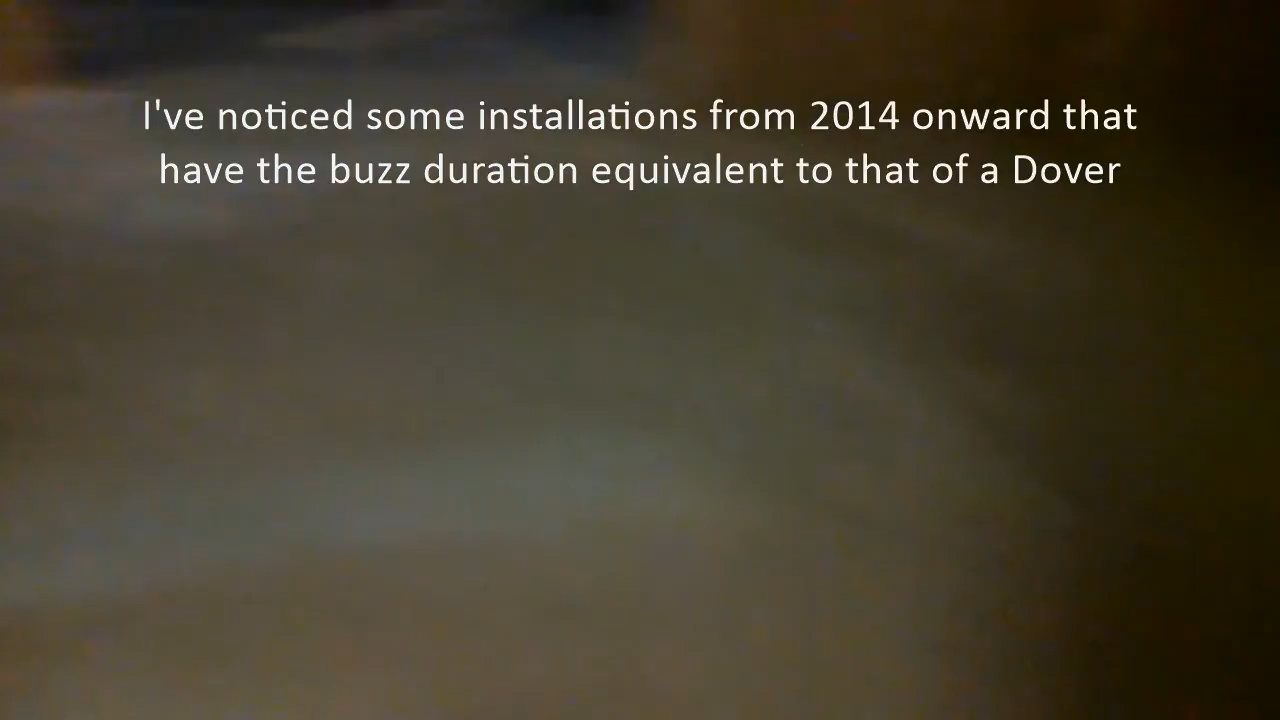 I've noticed some installations from 2014 onward that
have the buzz duration equivalent to that of a Dover